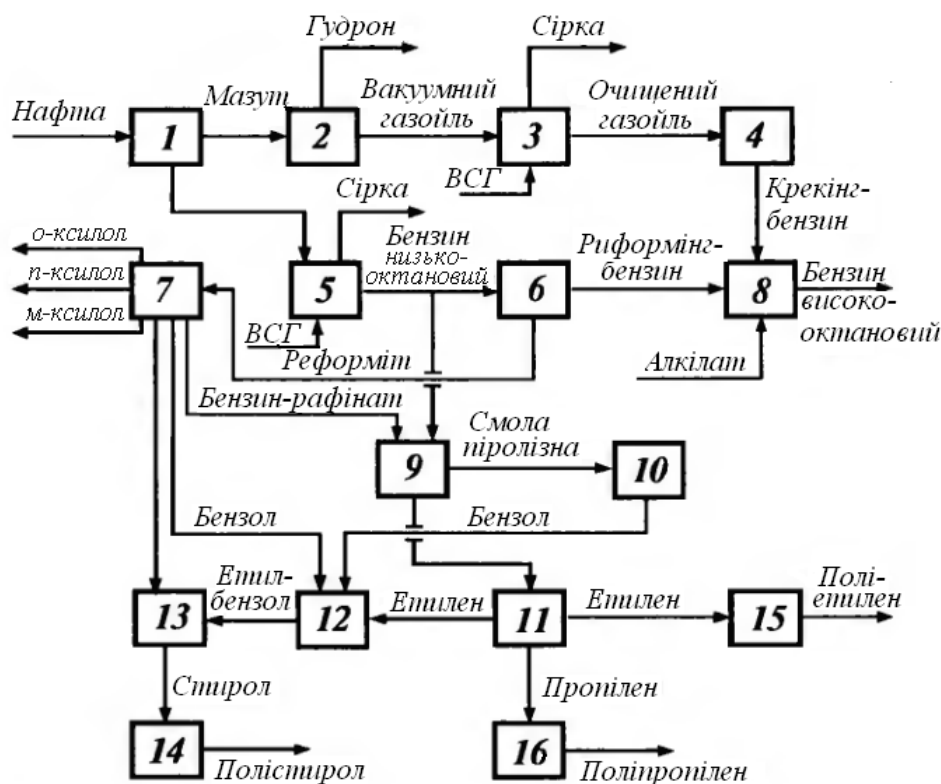 Гудрон
Сірка
Нафта
Мазут
Вакуумний
газойль
Очищений
газойль
1
2
3
4
ВСГ
Сірка
Крекінг-
бензин
о-ксилол
п-ксилол
м-ксилол
Бензин
низько-
октановий
Риформінг-
бензин
Бензин
високо-
октановий
7
5
6
8
ВСГ
Реформіт
Алкілат
Бензин-рафінат
Смола
піролізна
9
10
Бензол
Бензол
Етил-
бензол
Етилен
Етилен
Полі-
етилен
13
12
11
15
Стирол
Пропілен
14
16
Полістирол
Поліпропілен